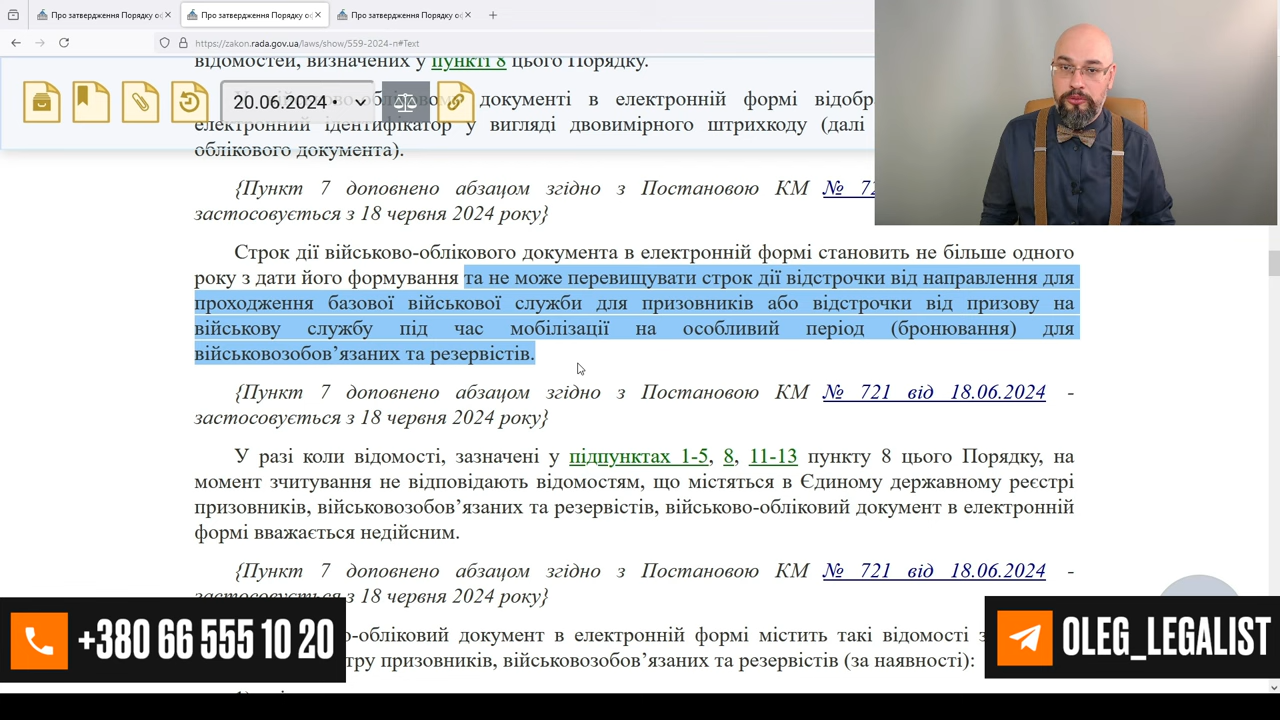 Про затвердження Порядку о
Про затвердження Порядку о
Про затвердження Порядку о
https://zakon.rada.gov.ua/laws/show/559-2024-п#Text
відомостей, визначених у пункті 8 цього Порядку.
20.06.2024 •
документі в електронній формі відобр
електронний ідентифікатор у вигляді двовимірного штрихкоду (далі
облікового документа).
{Пункт 7 доповнено абзацом згідно з Постановою КМ № 72
застосовується з 18 червня 2024 року}
Строк дії військово-облікового документа в електронній формі становить не більше одного
року з дати його формування та не може перевищувати строк дії відстрочки від направлення для
проходження базової військової служби для призовників або відстрочки від призову на
військову службу під час мобілізації на особливий період (бронювання) для
військовозобов’язаних та резервістів.
{Пункт 7 доповнено абзацом згідно з Постановою КМ № 721 від 18.06.2024 -
застосовується з 18 червня 2024 року}
У разі коли відомості, зазначені у підпунктах 1-5, 8, 11-13 пункту 8 цього Порядку, на
момент зчитування не відповідають відомостям, що містяться в Єдиному державному реєстрі
призовників, військовозобов’язаних та резервістів, військово-обліковий документ в електронній
формі вважається недійсним.
{Пункт 7 доповнено абзацом згідно з Постановою КМ № 721 від 18.06.2024 -
застосовується з 18 червня 2024 року}
о-обліковий документ в електронній формі містить такі відомості з
тру призовників, військовозобов’язаних та резервістів (за наявності):
+380 66 555 10 20
OLEG_LEGALIST